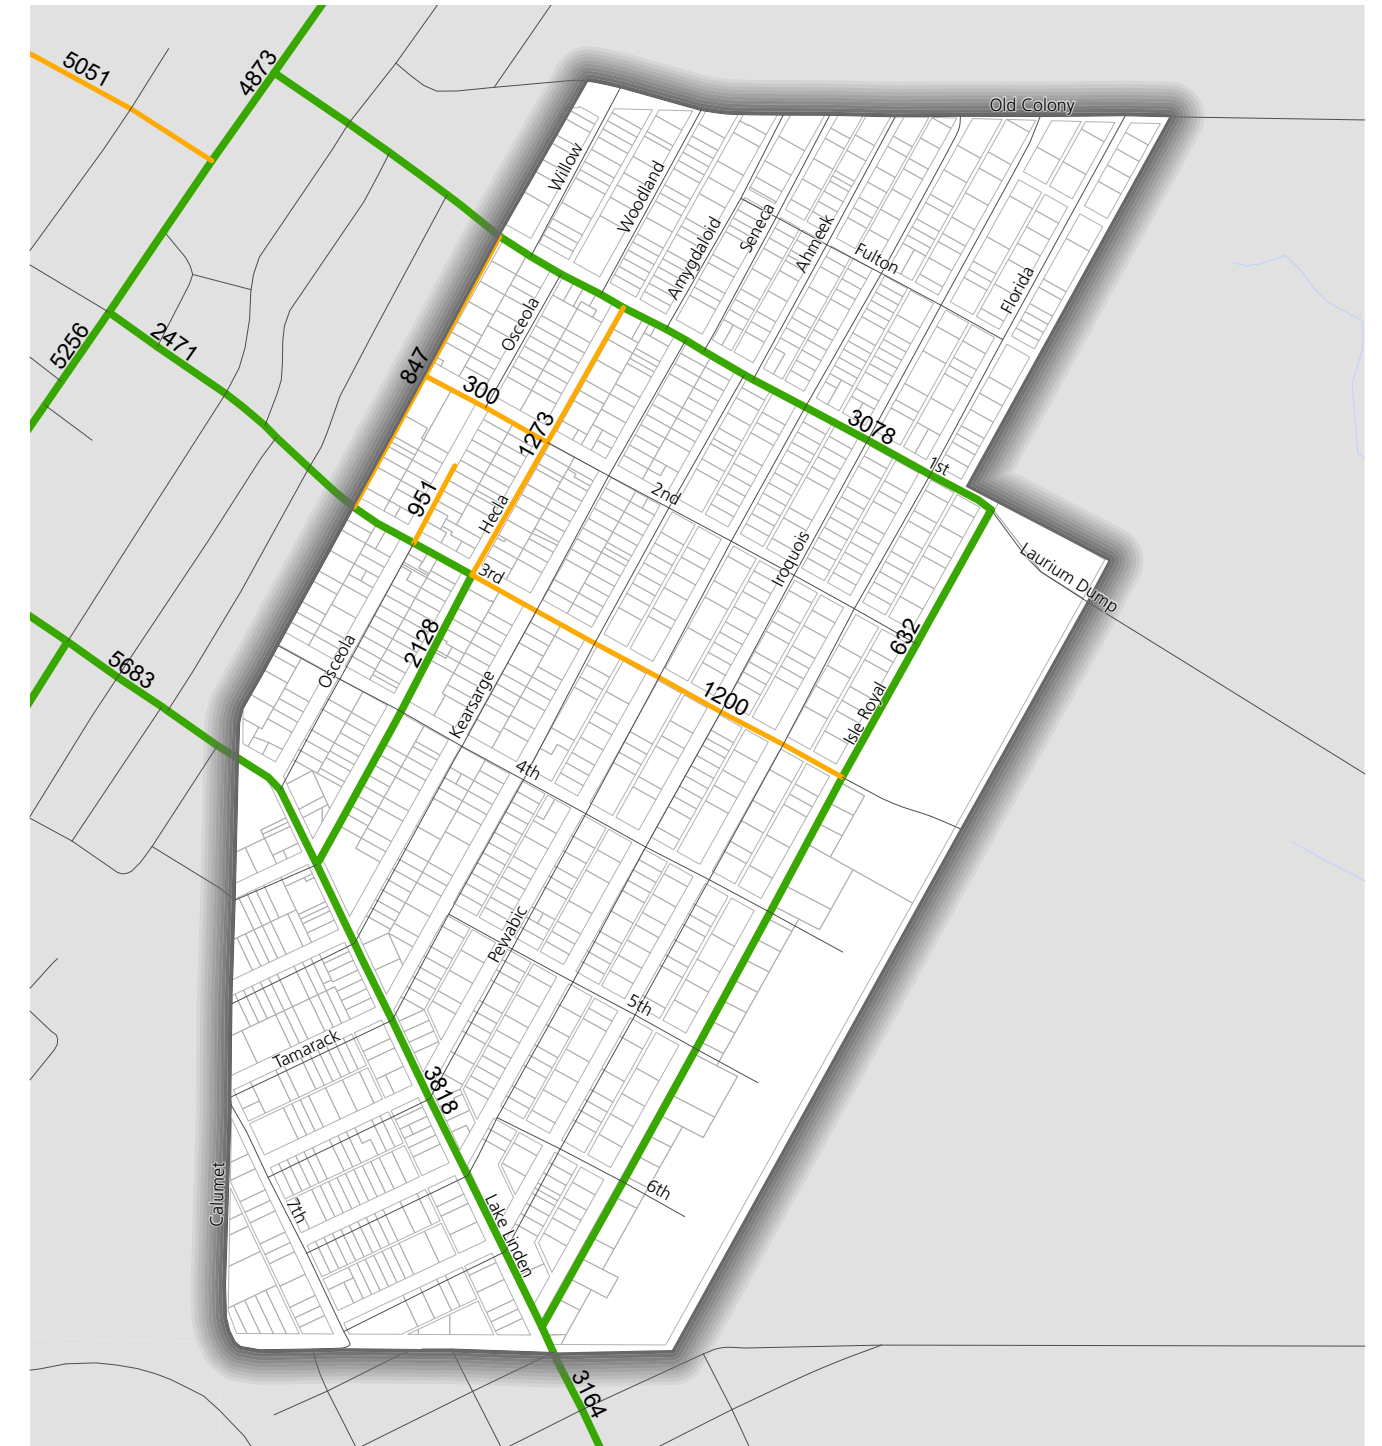 5051
4873
Old Colony
Willow
Woodland
Amygdaloid
Seneca
Ahmeek
Fulton
Florida
Osceola
5256
2471
847
300
1273
3078
1st
951
Hecla
2nd
Iroquois
Laurium Dump
3rd
2128
632
Osceola
5683
Kearsarge
1200
Isle Royal
4th
Pewabic
5th
Tamarack
3818
Calumet
7th
6th
Lake Linden
3164